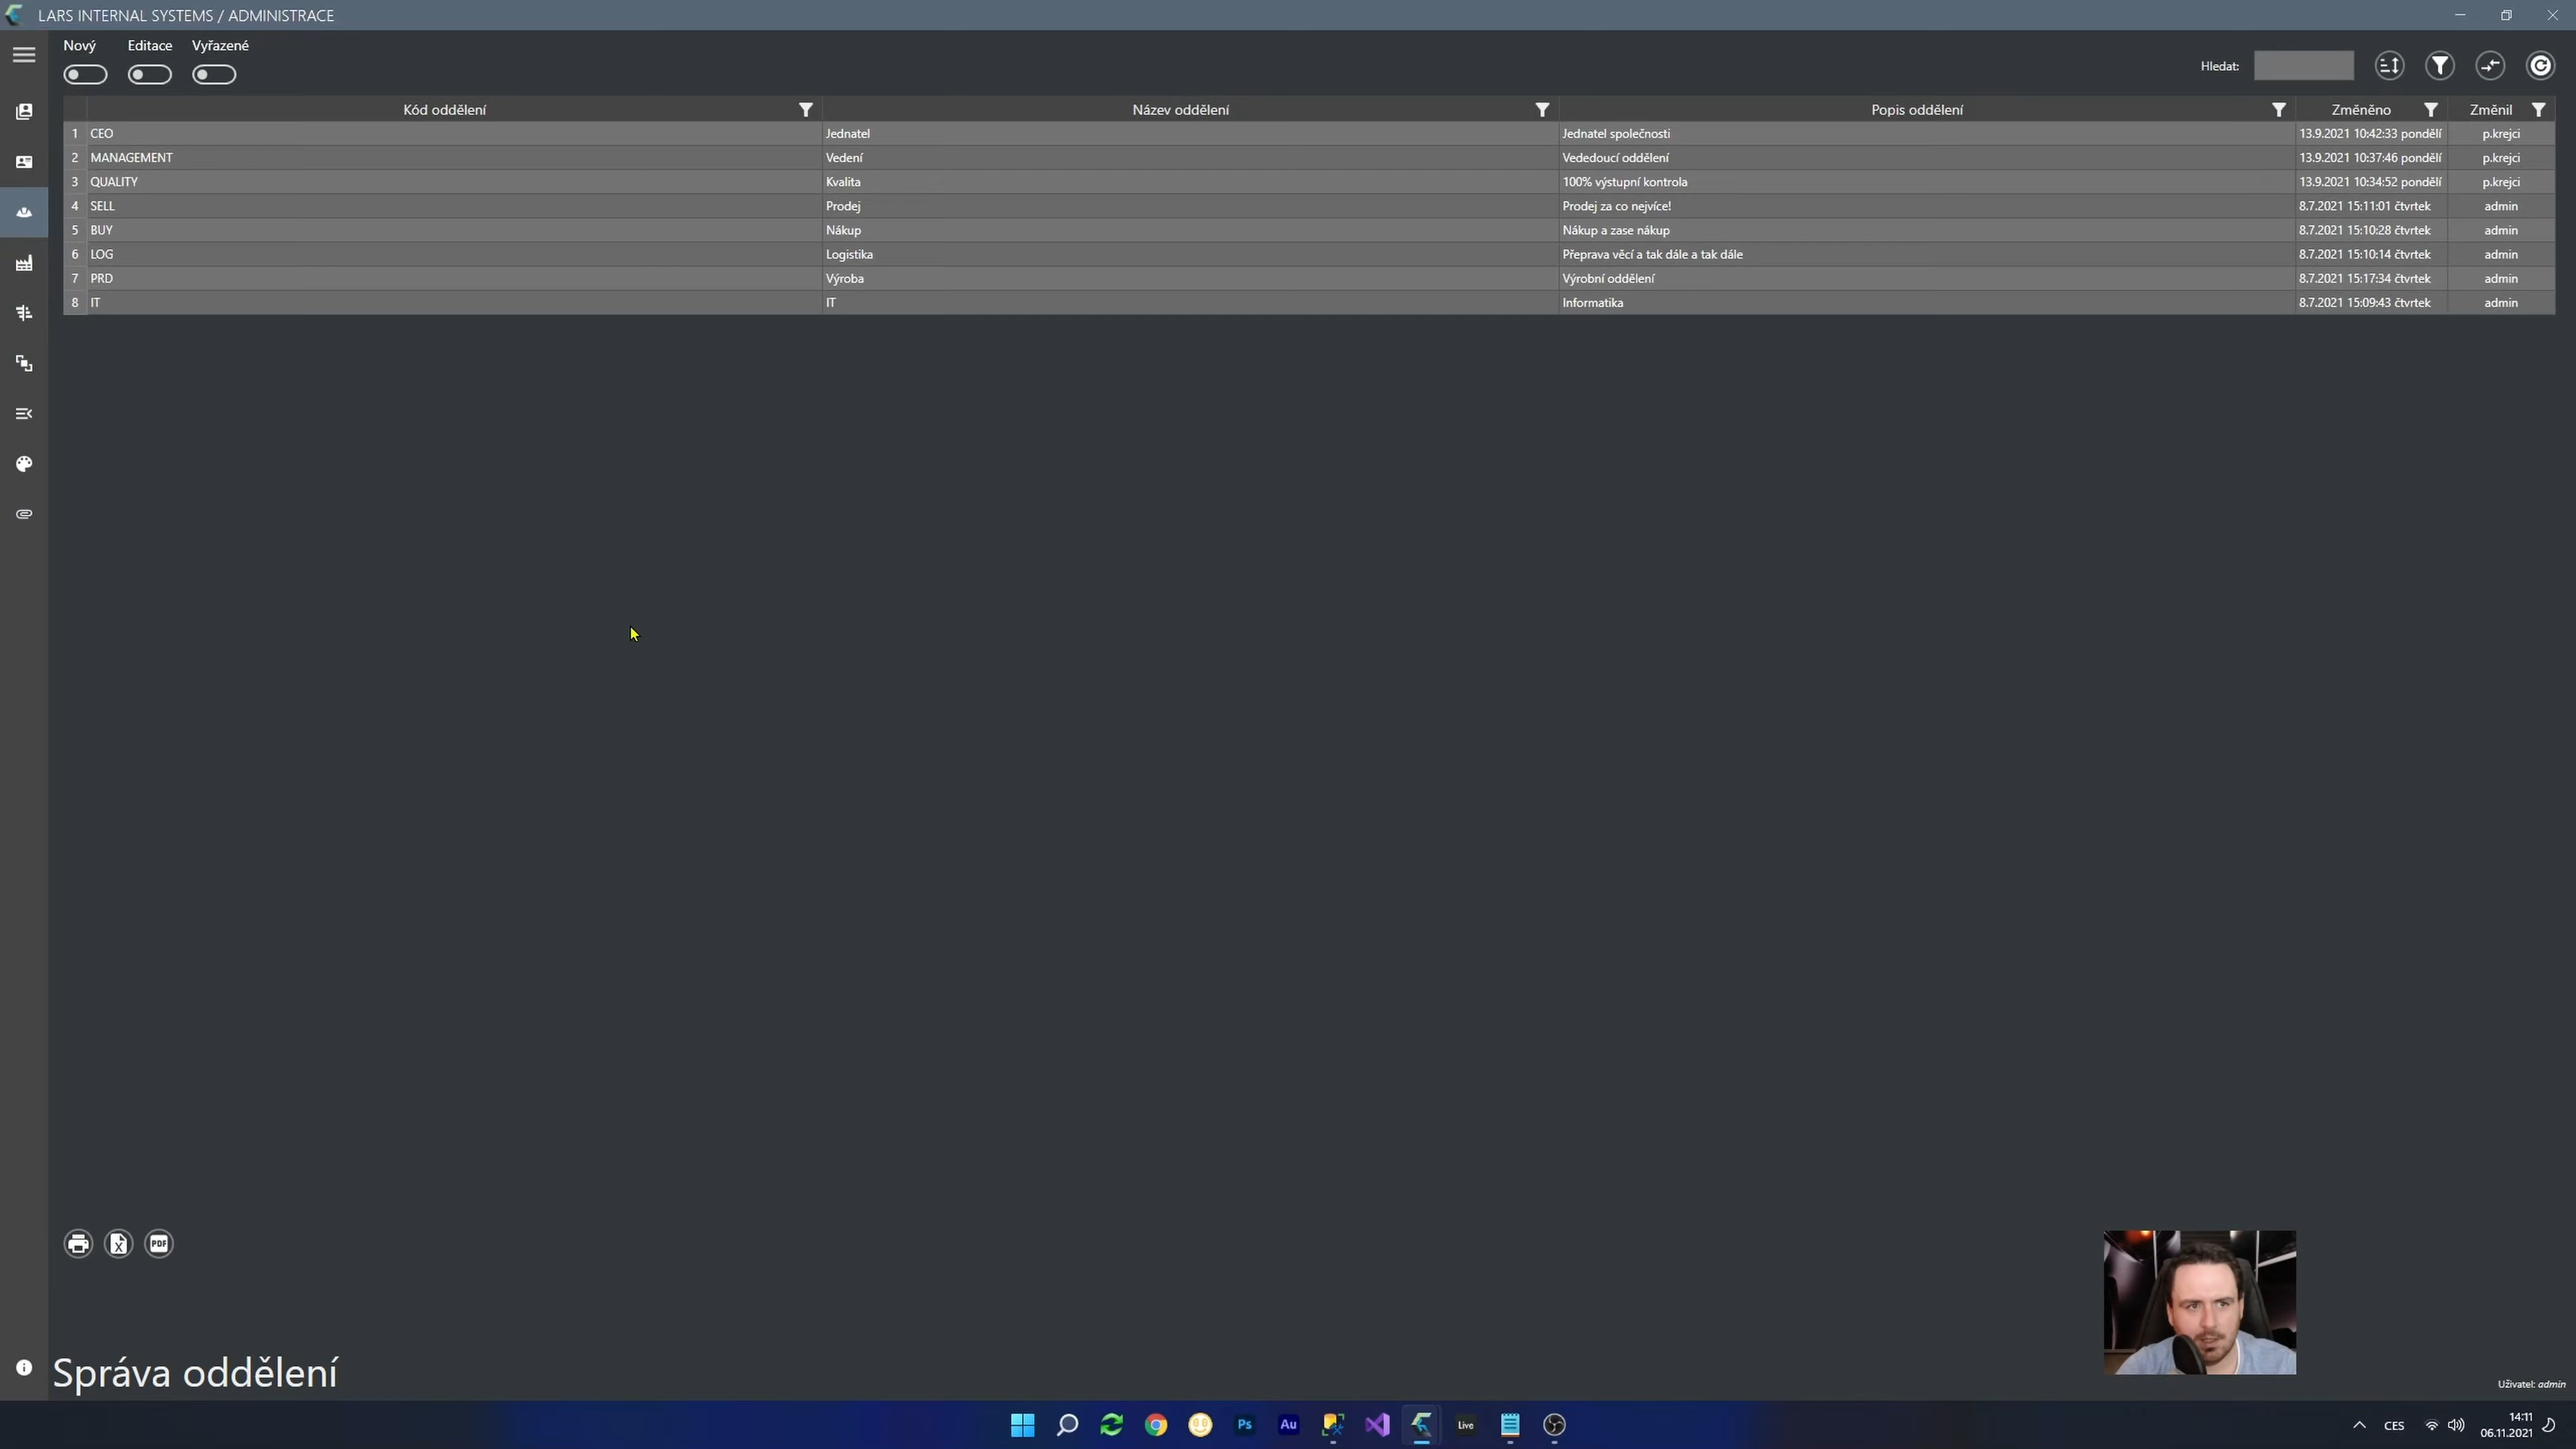 LARS INTERNAL SYSTEMS / ADMINISTRACE
Nový Editace Vyřazené
Hledat:
Kód oddělení Název oddělení Popis oddělení Změněno Změnil
1 CEO Jednatel Jednatel společnosti 13.9.2021 10:42:33 pondělí p.krejci
2 MANAGEMENT Vedení Vededoucí oddělení 13.9.2021 10:37:46 pondělí p.krejci
3 QUALITY Kvalita 100% výstupní kontrola 13.9.2021 10:34:52 pondělí p.krejci
4 SELL Prodej Prodej za co nejvíce! 8.7.2021 15:11:01 čtvrtek admin
5 BUY Nákup Nákup a zase nákup 8.7.2021 15:10:28 čtvrtek admin
6 LOG Logistika Přeprava věcí a tak dále a tak dále 8.7.2021 15:10:14 čtvrtek admin
7 PRD Výroba Výrobní oddělení 8.7.2021 15:17:34 čtvrtek admin
8 IT IT Informatika 8.7.2021 15:09:43 čtvrtek admin
X PDF
Správa oddělení
Uživatel: admin
Ps Au Live CES 14:11
06.11.2021